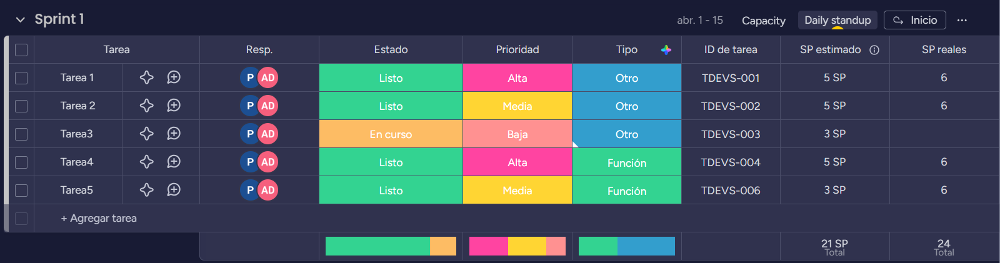 Sprint 1
abr. 1 - 15 Capacity Daily standup Inicio ...
Tarea Resp. Estado Prioridad Tipo ID de tarea SP estimado SP reales
Tarea 1 P AD Listo Alta Otro TDEVS-001 5 SP 6
Tarea 2 P AD Listo Media Otro TDEVS-002 5 SP 6
Tarea3 P AD En curso Baja Otro TDEVS-003 3 SP
Tarea4 P AD Listo Alta Función TDEVS-004 5 SP 6
Tarea5 P AD Listo Media Función TDEVS-006 3 SP 6
+ Agregar tarea
21 SP 24
Total Total